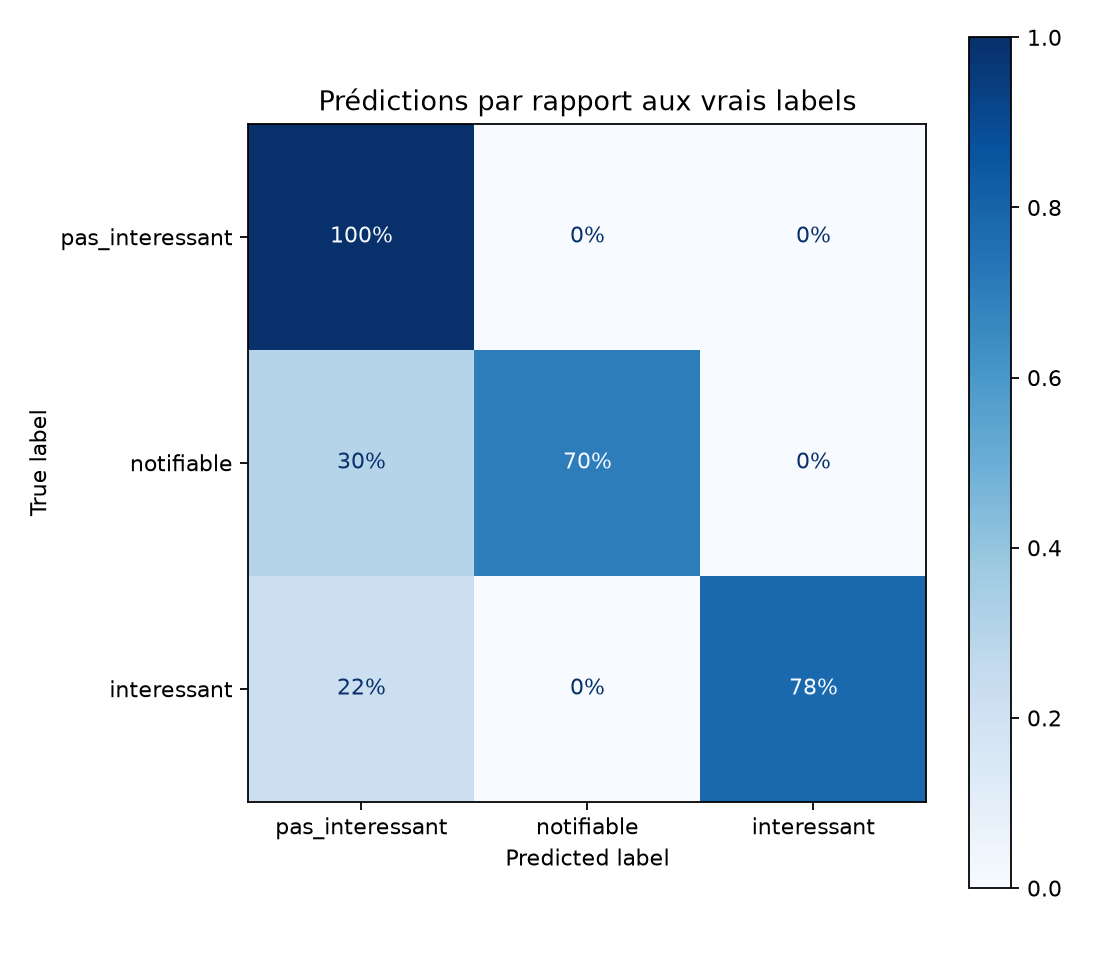 Prédictions par rapport aux vrais labels
1.0
0.8
0.6
0.4
0.2
0.0
True label
pas_interessant
100%
0%
0%
notifiable
30%
70%
0%
interessant
22%
0%
78%
pas_interessant
notifiable
interessant
Predicted label